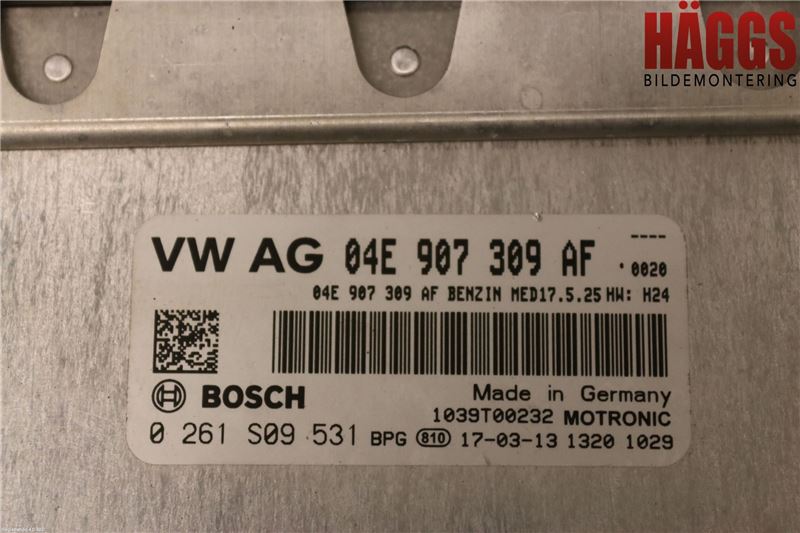 HÄGGS
BILDEMONTERING
VW AG 04E 907 309 AF ----
.0020
04E 907 309 AF BENZIN MED17.5.25 HW: H24
BOSCH
Made in Germany
1039T00232 MOTRONIC
0 261 S09 531 BPG 810 17-03-13 1320 1029